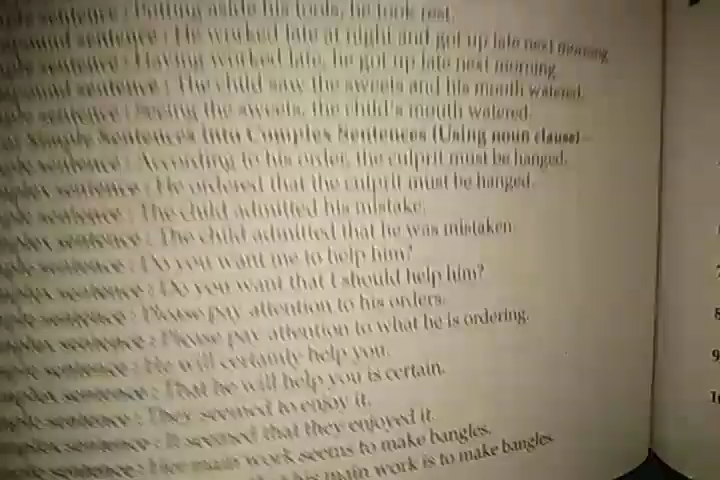 sentence : Putting aside his tools, he took rest.
sentence : He worked late at night and got up late next morning.
sentence : Having worked late, he got up late next morning.
sentence : The child saw the sweets and his mouth watered.
sentence : Seeing the sweets, the child's mouth watered.
Simple Sentences into Complex Sentences (Using noun clause)
sentence : According to his order, the culprit must be hanged.
sentence : He ordered that the culprit must be hanged.
sentence : The child admitted his mistake.
sentence : The child admitted that he was mistaken.
sentence : Do you want me to help him?
sentence : Do you want that I should help him?
sentence : Please pay attention to his orders.
sentence : Please pay attention to what he is ordering.
sentence : He will certainly help you.
sentence : That he will help you is certain.
sentence : They seemed to enjoy it.
sentence : It seemed that they enjoyed it.
sentence : main work seems to make bangles.
his main work is to make bangles.
8
9